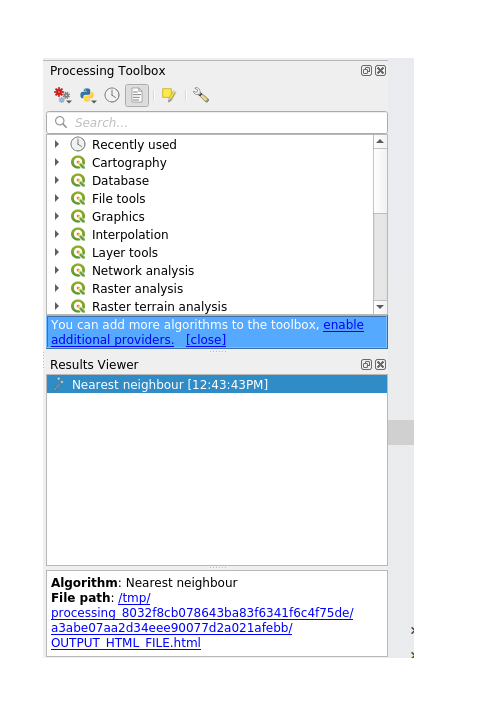 Processing Toolbox
Search...
Recently used
Cartography
Database
File tools
Graphics
Interpolation
Layer tools
Network analysis
Raster analysis
Raster terrain analysis
You can add more algorithms to the toolbox, enable
additional providers. [close]
Results Viewer
Nearest neighbour [12:43:43PM]
Algorithm: Nearest neighbour
File path: /tmp/
processing_8032f8cb078643ba83f6341f6c4f75de/
a3abe07aa2d34eee90077d2a021afebb/
OUTPUT_HTML_FILE.html